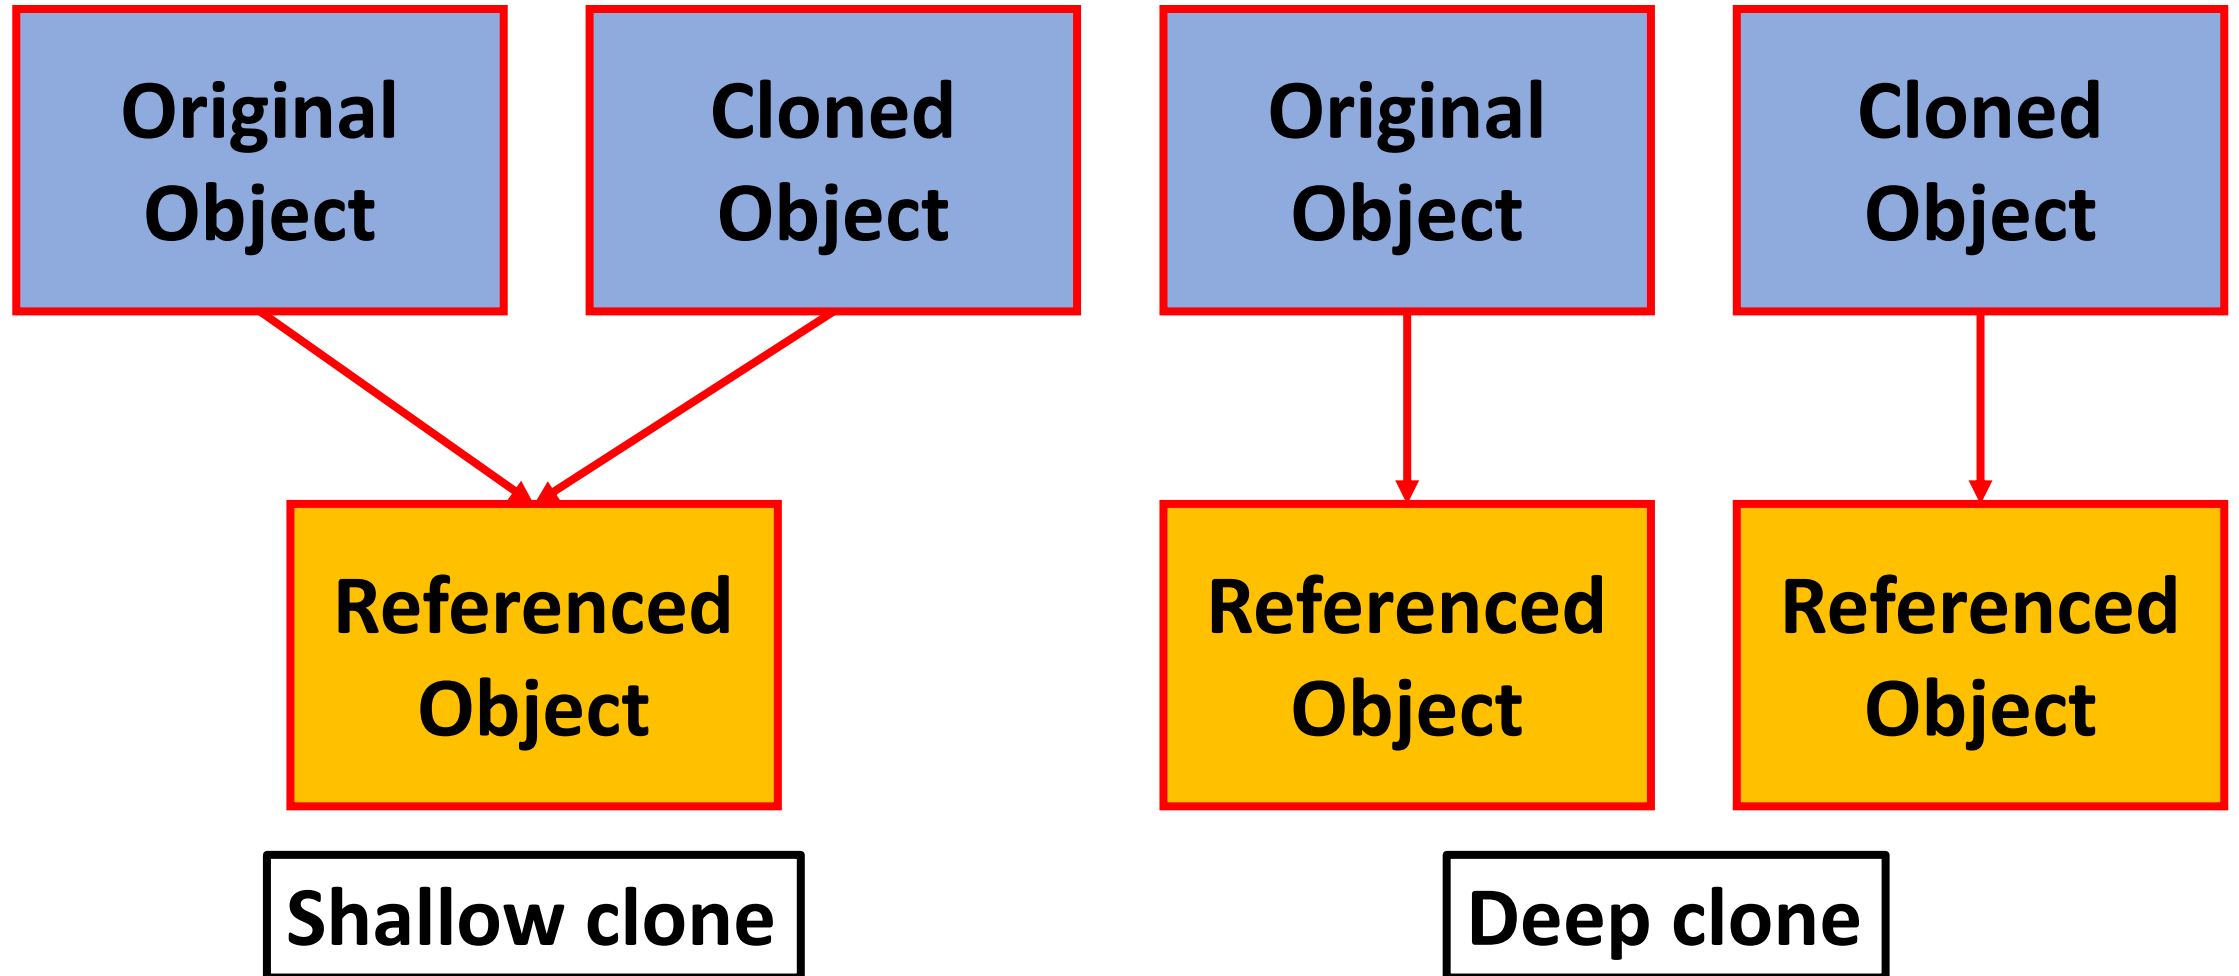 Original
Object
Cloned
Object
Original
Object
Cloned
Object
Referenced
Object
Referenced
Object
Referenced
Object
Shallow clone
Deep clone